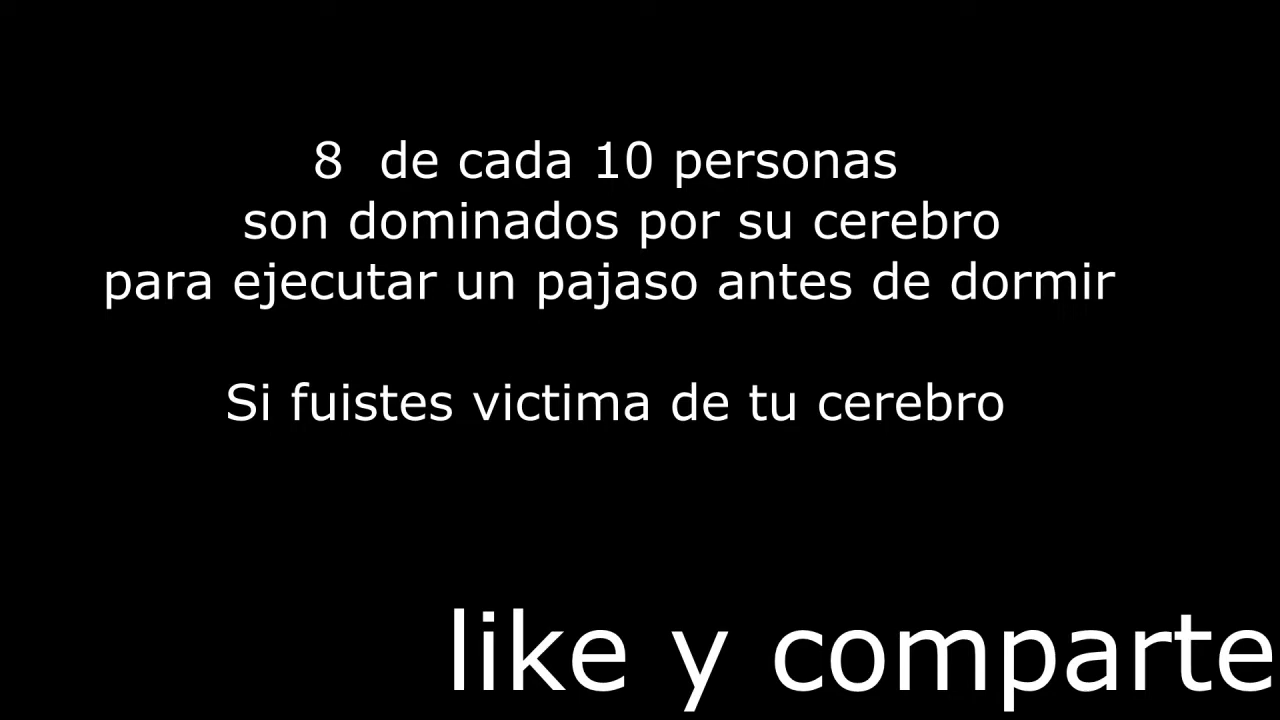 8 de cada 10 personas
son dominados por su cerebro
para ejecutar un pajaso antes de dormir
Si fuistes victima de tu cerebro
like y comparte